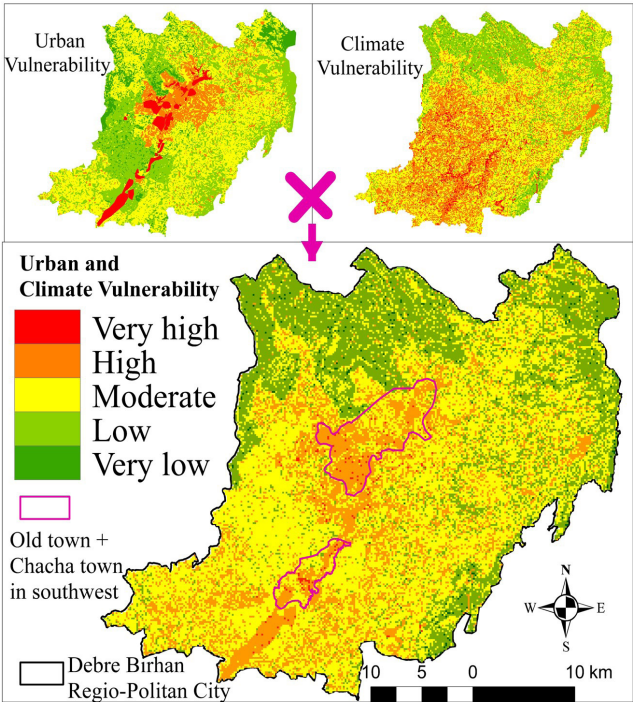 Urban
Vulnerability
Climate
Vulnerability
Urban and
Climate Vulnerability
Very high
High
Moderate
Low
Very low
Old town +
Chacha town
in southwest
Debre Birhan
Regio-Politan City
N
W E
S
10 5 0 10 km